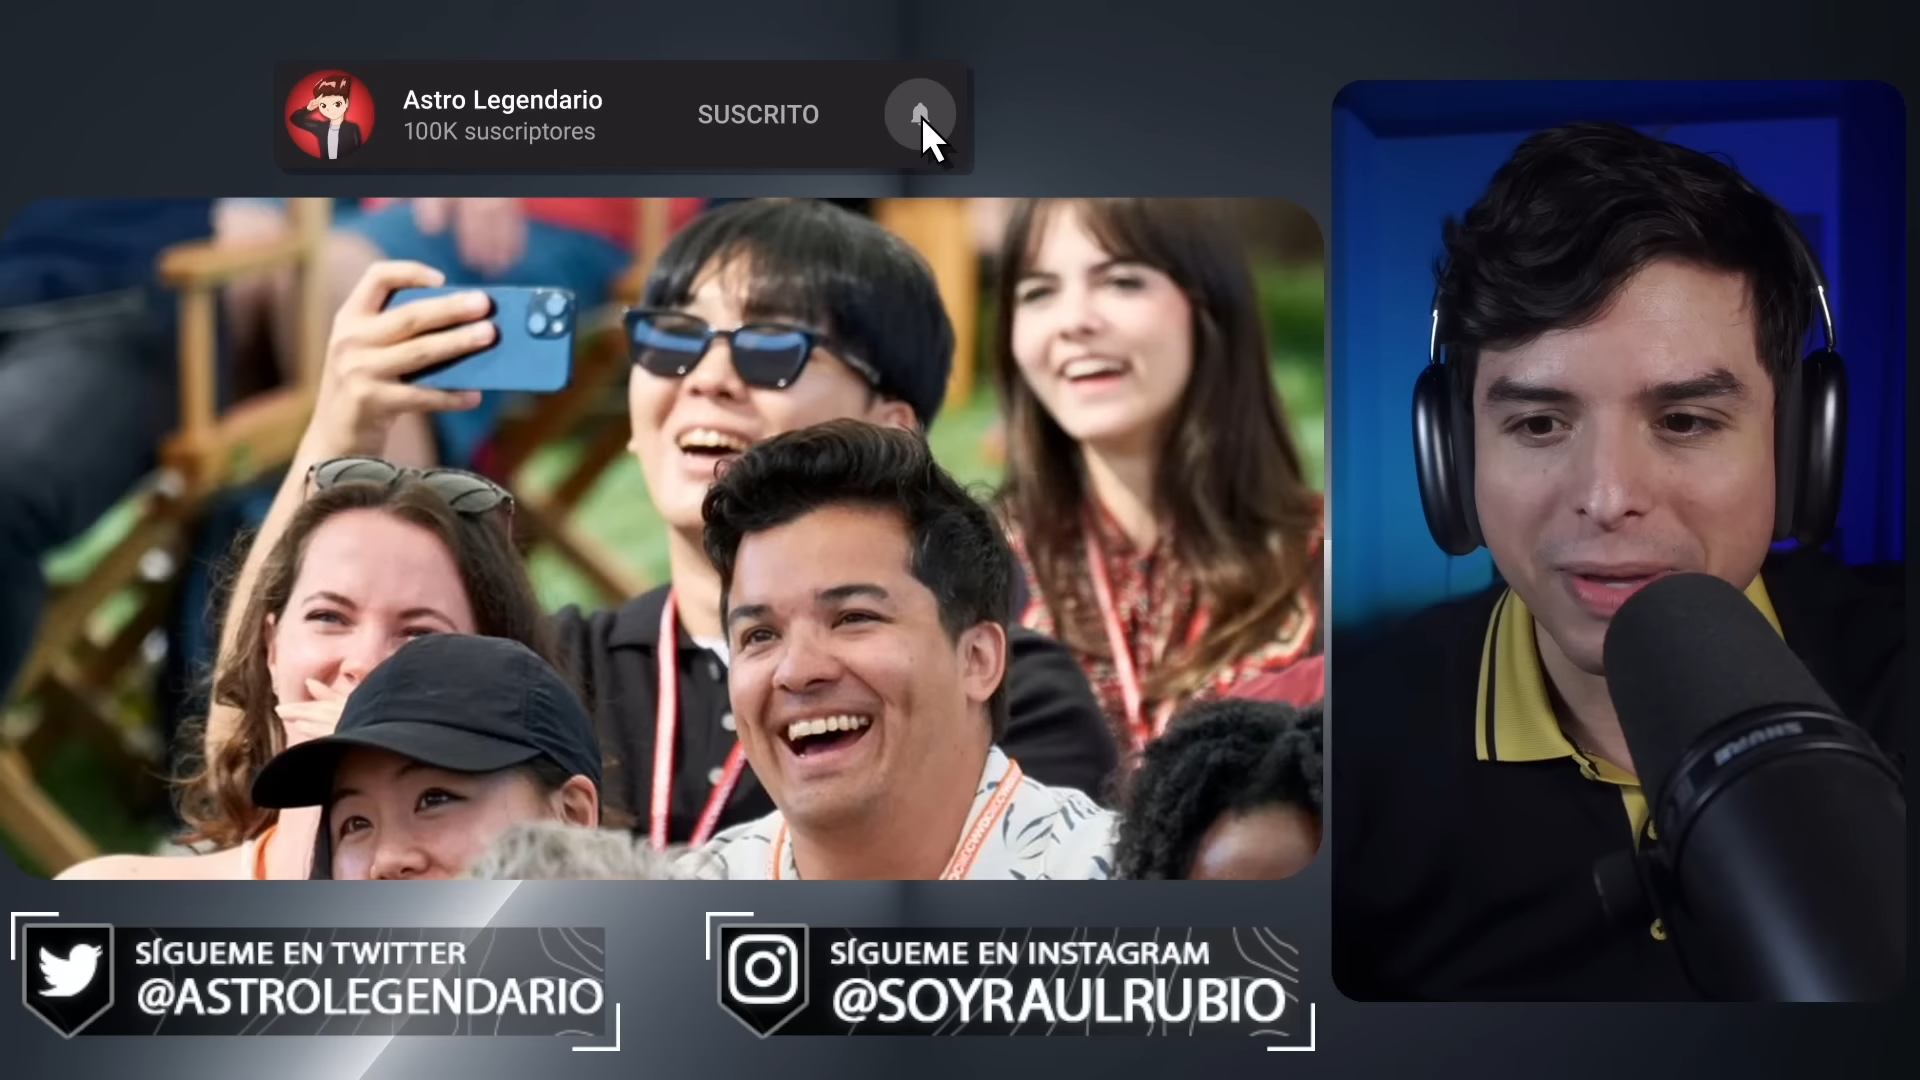 Astro Legendario
100K suscriptores
SUSCRITO
SÍGUEME EN TWITTER
@ASTROLEGENDARIO
SÍGUEME EN INSTAGRAM
@SOYRAULRUBIO